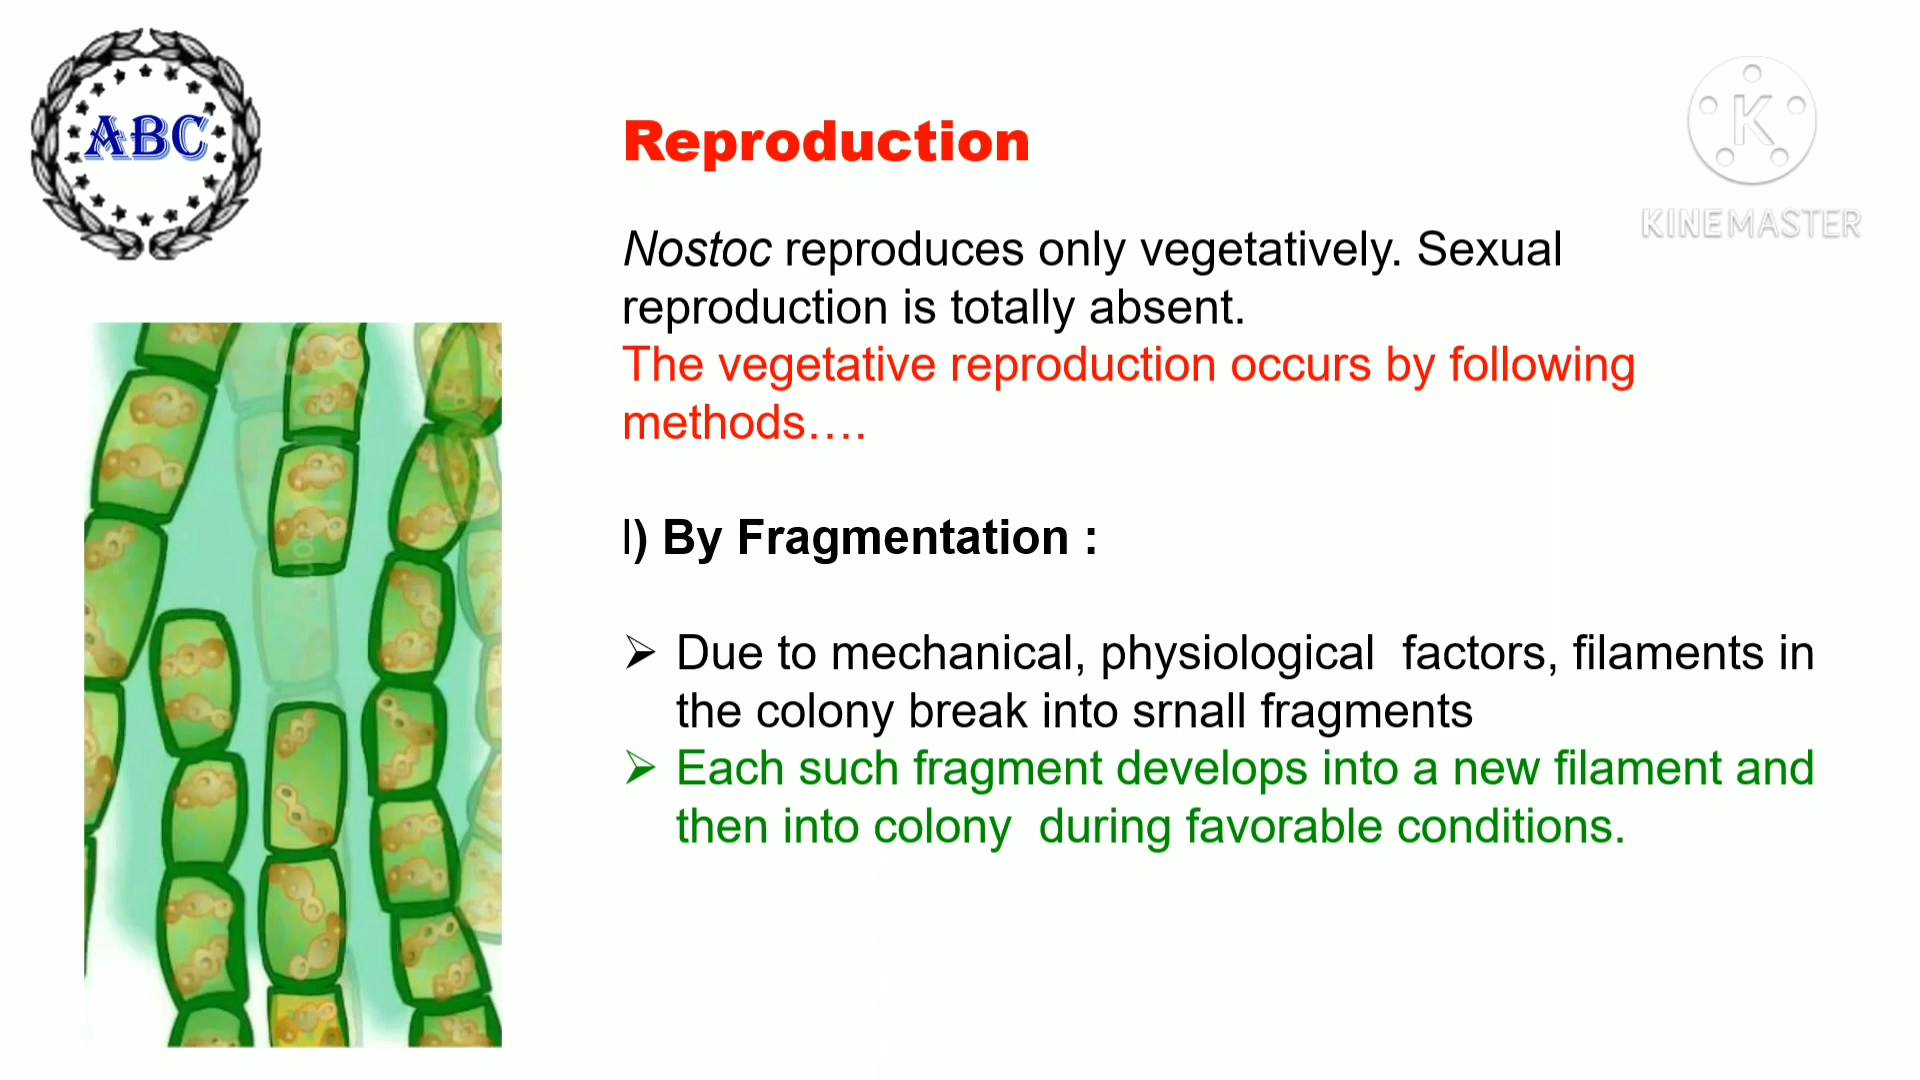 ABC
K
KINEMASTER
Reproduction
Nostoc reproduces only vegetatively. Sexual
reproduction is totally absent.
The vegetative reproduction occurs by following
methods….
l) By Fragmentation :
➢ Due to mechanical, physiological factors, filaments in
the colony break into srnall fragments
➢ Each such fragment develops into a new filament and
then into colony during favorable conditions.